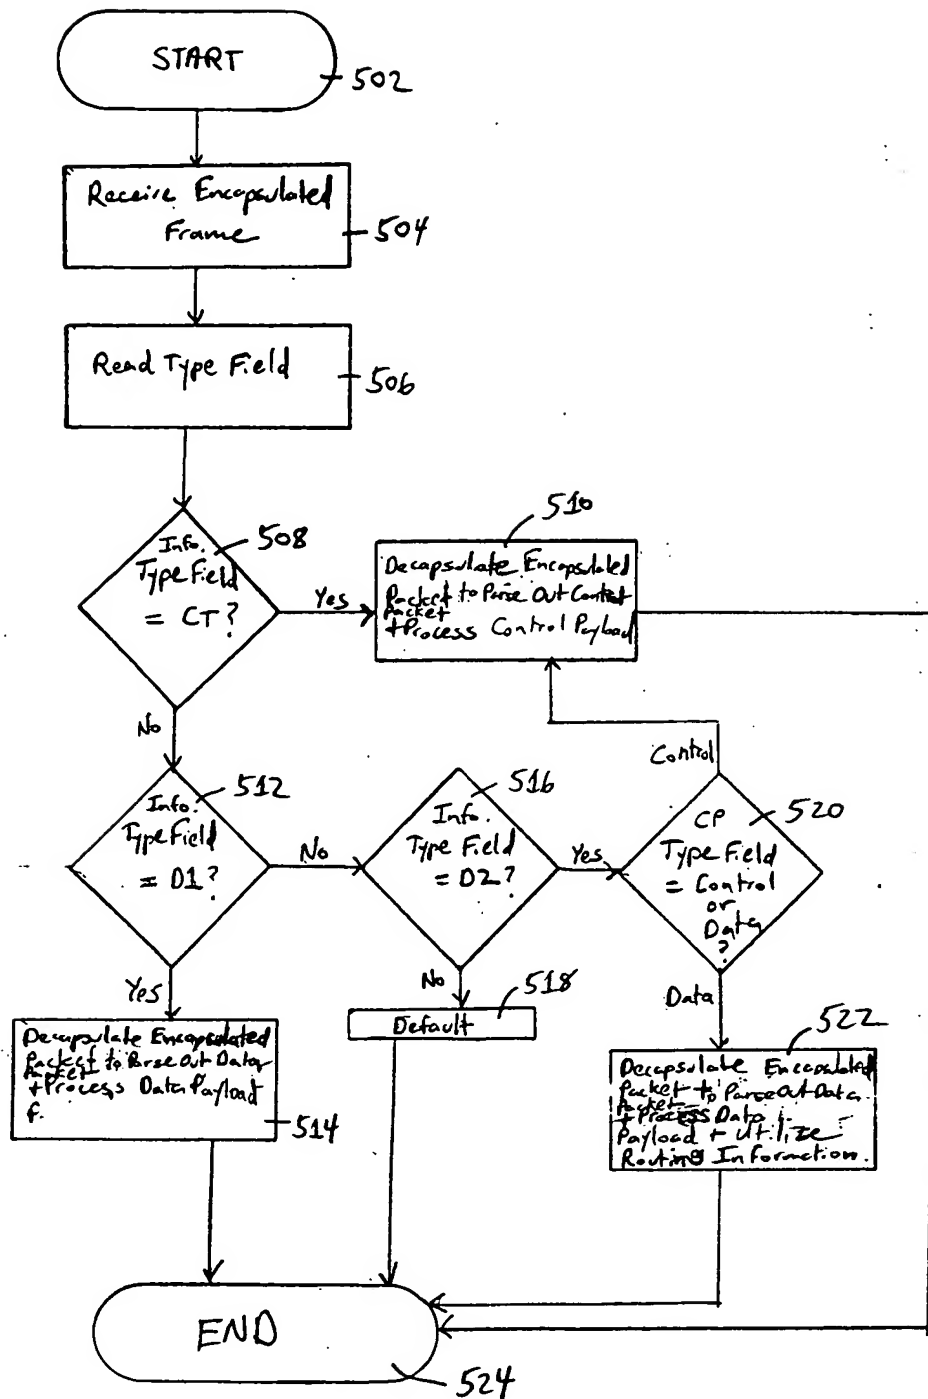 START
502
Receive Encapsulated
Frame
504
Read Type Field
506
Info.
Type Field
= CT?
508
Yes
No
510
Decapsulate Encapsulated
Packet to Parse Out Control
Packet
+ Process Control Payload
Info.
Type Field
= D1?
512
No
Yes
Info.
Type Field
= D2?
516
Yes
No
Control
CP
Type Field
= Control
or
Data
?
520
Data
Decapsulate Encapsulated
Packet to Parse Out Data
Packet
+ Process Data Payload
f.
514
Default
518
522
Decapsulate Encapsulated
Packet to Parse Out Data
Packet
+ Process Data
Payload + Utilize
Routing Information.
END
524